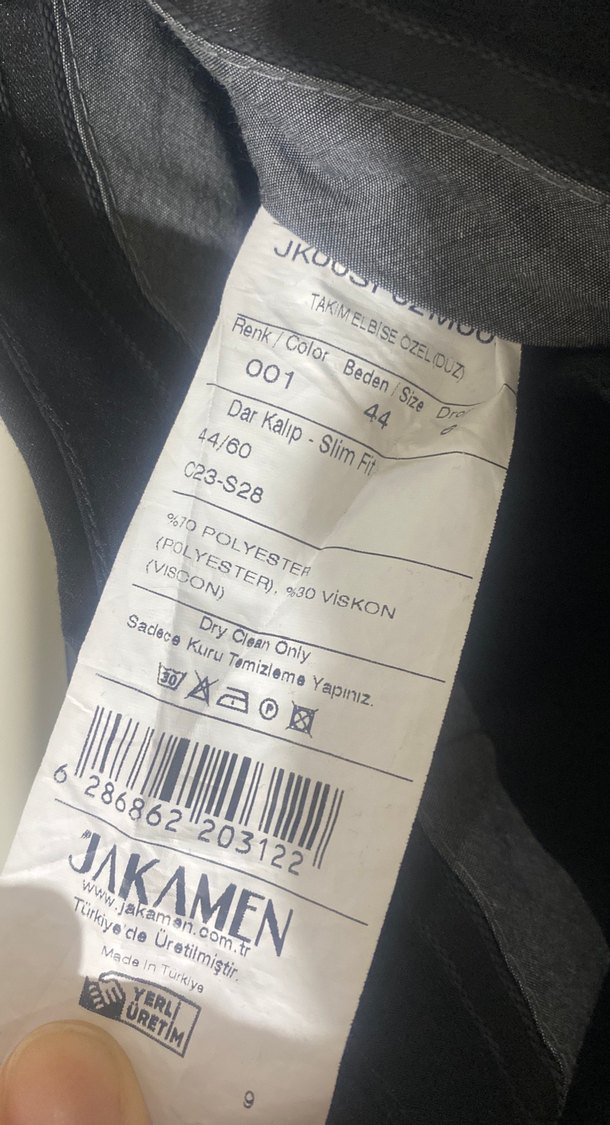 TAKIM ELBİSE ÖZEL(DÜZ)
Renk / Color Beden / Size
001 44
Dar Kalıp - Slim Fit
44/60
C23-S28
%70 POLYESTER
(POLYESTER), %30 VİSKON
(VISCON)
Dry Clean Only
Sadece Kuru Temizleme Yapınız.
30 P
6 286862 203122
JAKAMEN
www.jakamen.com.tr
Türkiye'de Üretilmiştir.
Made In Türkiye
YERLİ
ÜRETİM
9